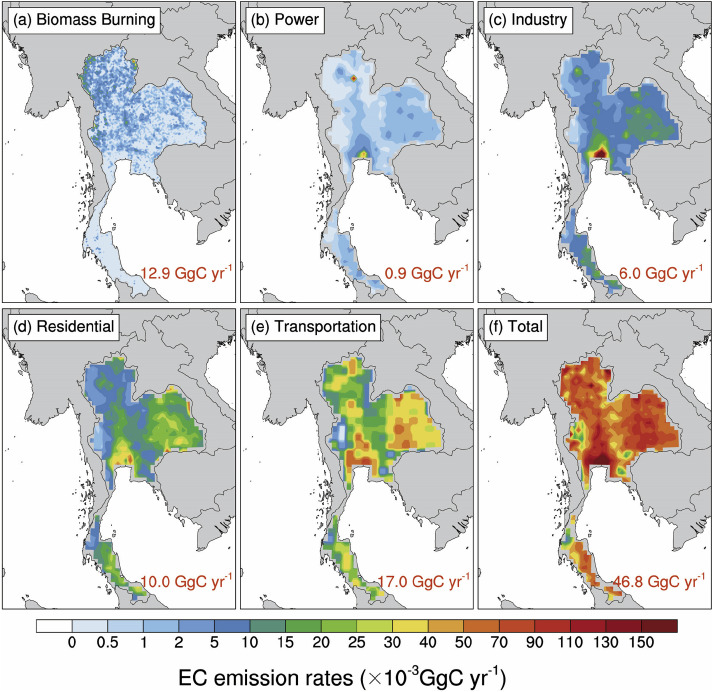 (a) Biomass Burning
12.9 GgC yr-1
(b) Power
0.9 GgC yr-1
(c) Industry
6.0 GgC yr-1
(d) Residential
10.0 GgC yr-1
(e) Transportation
17.0 GgC yr-1
(f) Total
46.8 GgC yr-1
0 0.5 1 2 5 10 15 20 25 30 40 50 70 90 110 130 150
EC emission rates (×10-3GgC yr-1)